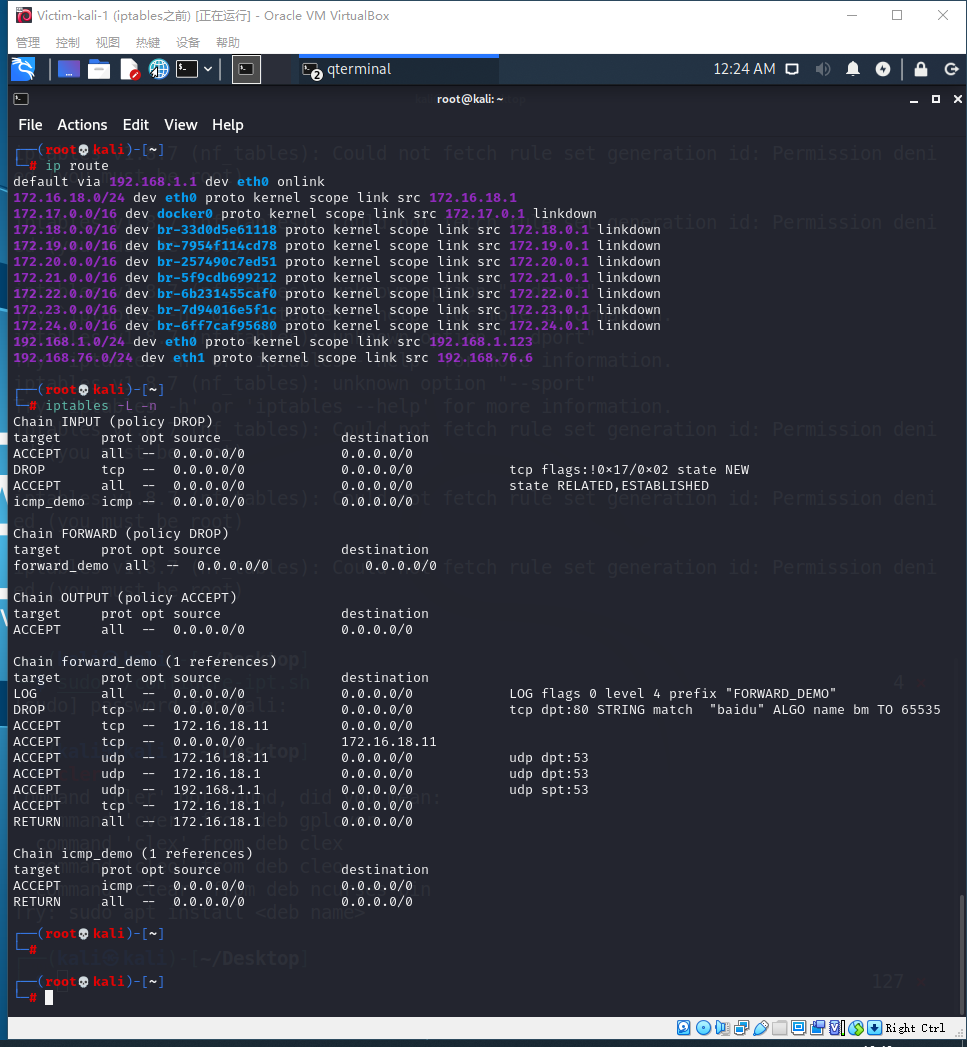 Victim-kali-1 (iptables之前) [正在运行] - Oracle VM VirtualBox
管理 控制 视图 热键 设备 帮助
2 qterminal 12:24 AM
root@kali: ~
File Actions Edit View Help
┌──(root💀kali)-[~]
└─# ip route
default via 192.168.1.1 dev eth0 onlink
172.16.18.0/24 dev eth0 proto kernel scope link src 172.16.18.1
172.17.0.0/16 dev docker0 proto kernel scope link src 172.17.0.1 linkdown
172.18.0.0/16 dev br-33d0d5e61118 proto kernel scope link src 172.18.0.1 linkdown
172.19.0.0/16 dev br-7954f114cd78 proto kernel scope link src 172.19.0.1 linkdown
172.20.0.0/16 dev br-257490c7ed51 proto kernel scope link src 172.20.0.1 linkdown
172.21.0.0/16 dev br-5f9cdb699212 proto kernel scope link src 172.21.0.1 linkdown
172.22.0.0/16 dev br-6b231455caf0 proto kernel scope link src 172.22.0.1 linkdown
172.23.0.0/16 dev br-7d94016e5f1c proto kernel scope link src 172.23.0.1 linkdown
172.24.0.0/16 dev br-6ff7caf95680 proto kernel scope link src 172.24.0.1 linkdown
192.168.1.0/24 dev eth0 proto kernel scope link src 192.168.1.123
192.168.76.0/24 dev eth1 proto kernel scope link src 192.168.76.6
┌──(root💀kali)-[~]
└─# iptables -L -n
Chain INPUT (policy DROP)
target prot opt source destination
ACCEPT all -- 0.0.0.0/0 0.0.0.0/0
DROP tcp -- 0.0.0.0/0 0.0.0.0/0 tcp flags:!0×17/0×02 state NEW
ACCEPT all -- 0.0.0.0/0 0.0.0.0/0 state RELATED,ESTABLISHED
icmp_demo icmp -- 0.0.0.0/0 0.0.0.0/0
Chain FORWARD (policy DROP)
target prot opt source destination
forward_demo all -- 0.0.0.0/0 0.0.0.0/0
Chain OUTPUT (policy ACCEPT)
target prot opt source destination
ACCEPT all -- 0.0.0.0/0 0.0.0.0/0
Chain forward_demo (1 references)
target prot opt source destination
LOG all -- 0.0.0.0/0 0.0.0.0/0 LOG flags 0 level 4 prefix "FORWARD_DEMO"
DROP tcp -- 0.0.0.0/0 0.0.0.0/0 tcp dpt:80 STRING match "baidu" ALGO name bm TO 65535
ACCEPT tcp -- 172.16.18.11 0.0.0.0/0
ACCEPT tcp -- 0.0.0.0/0 172.16.18.11
ACCEPT udp -- 172.16.18.11 0.0.0.0/0 udp dpt:53
ACCEPT udp -- 172.16.18.1 0.0.0.0/0 udp dpt:53
ACCEPT udp -- 192.168.1.1 0.0.0.0/0 udp spt:53
ACCEPT tcp -- 172.16.18.1 0.0.0.0/0
RETURN all -- 172.16.18.1 0.0.0.0/0
Chain icmp_demo (1 references)
target prot opt source destination
ACCEPT icmp -- 0.0.0.0/0 0.0.0.0/0
RETURN all -- 0.0.0.0/0 0.0.0.0/0
┌──(root💀kali)-[~]
└─#
┌──(root💀kali)-[~]
└─#
Right Ctrl